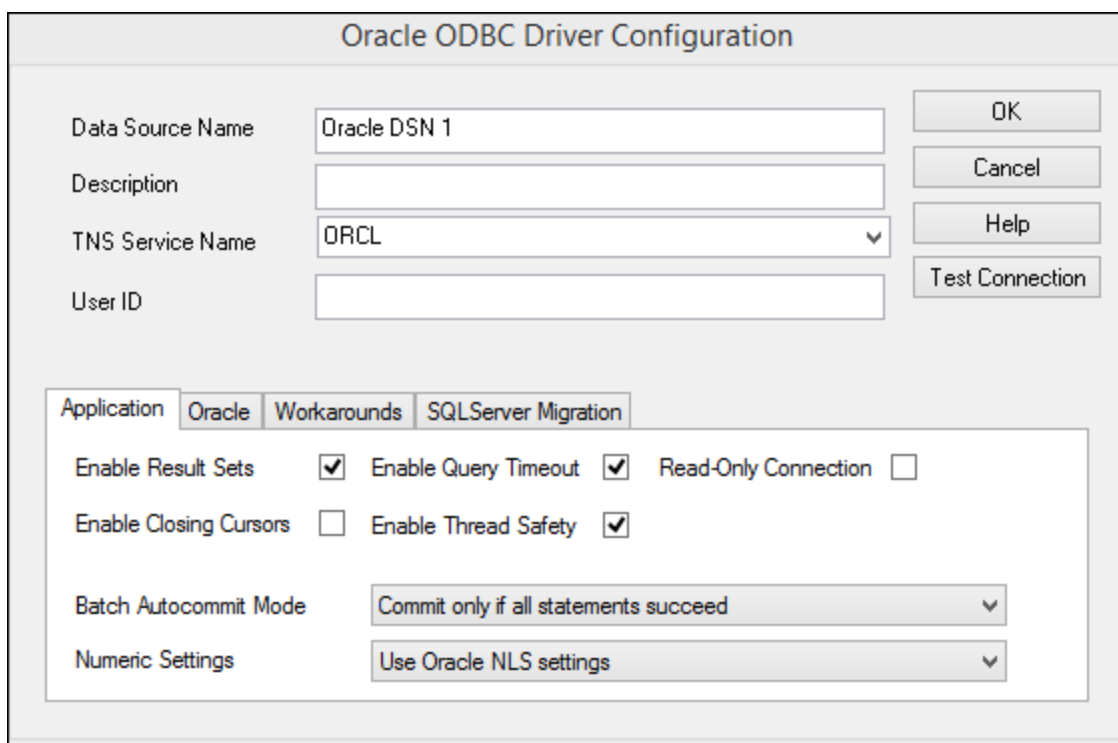 Oracle ODBC Driver Configuration
Data Source Name Oracle DSN 1 OK
Description Cancel
TNS Service Name ORCL Help
User ID Test Connection
Application Oracle Workarounds SQLServer Migration
Enable Result Sets Enable Query Timeout Read-Only Connection
Enable Closing Cursors Enable Thread Safety
Batch Autocommit Mode Commit only if all statements succeed
Numeric Settings Use Oracle NLS settings